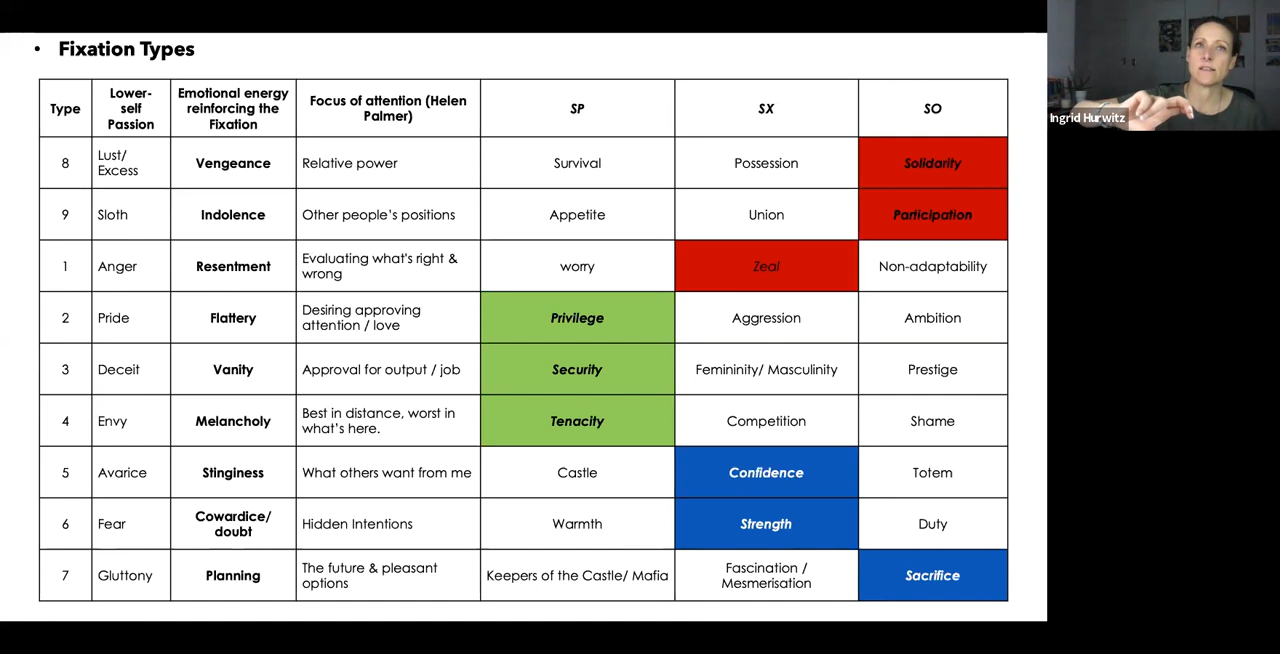 • Fixation Types
Type
Lower-
self
Passion
Emotional energy
reinforcing the
Fixation
Focus of attention (Helen
Palmer)
SP
SX
SO
8
Lust/
Excess
Vengeance
Relative power
Survival
Possession
Solidarity
9
Sloth
Indolence
Other people's positions
Appetite
Union
Participation
1
Anger
Resentment
Evaluating what's right &
wrong
worry
Zeal
Non-adaptability
2
Pride
Flattery
Desiring approving
attention / love
Privilege
Aggression
Ambition
3
Deceit
Vanity
Approval for output / job
Security
Femininity/ Masculinity
Prestige
4
Envy
Melancholy
Best in distance, worst in
what's here.
Tenacity
Competition
Shame
5
Avarice
Stinginess
What others want from me
Castle
Confidence
Totem
6
Fear
Cowardice/
doubt
Hidden Intentions
Warmth
Strength
Duty
7
Gluttony
Planning
The future & pleasant
options
Keepers of the Castle/ Mafia
Fascination /
Mesmerisation
Sacrifice
Ingrid Hurwitz